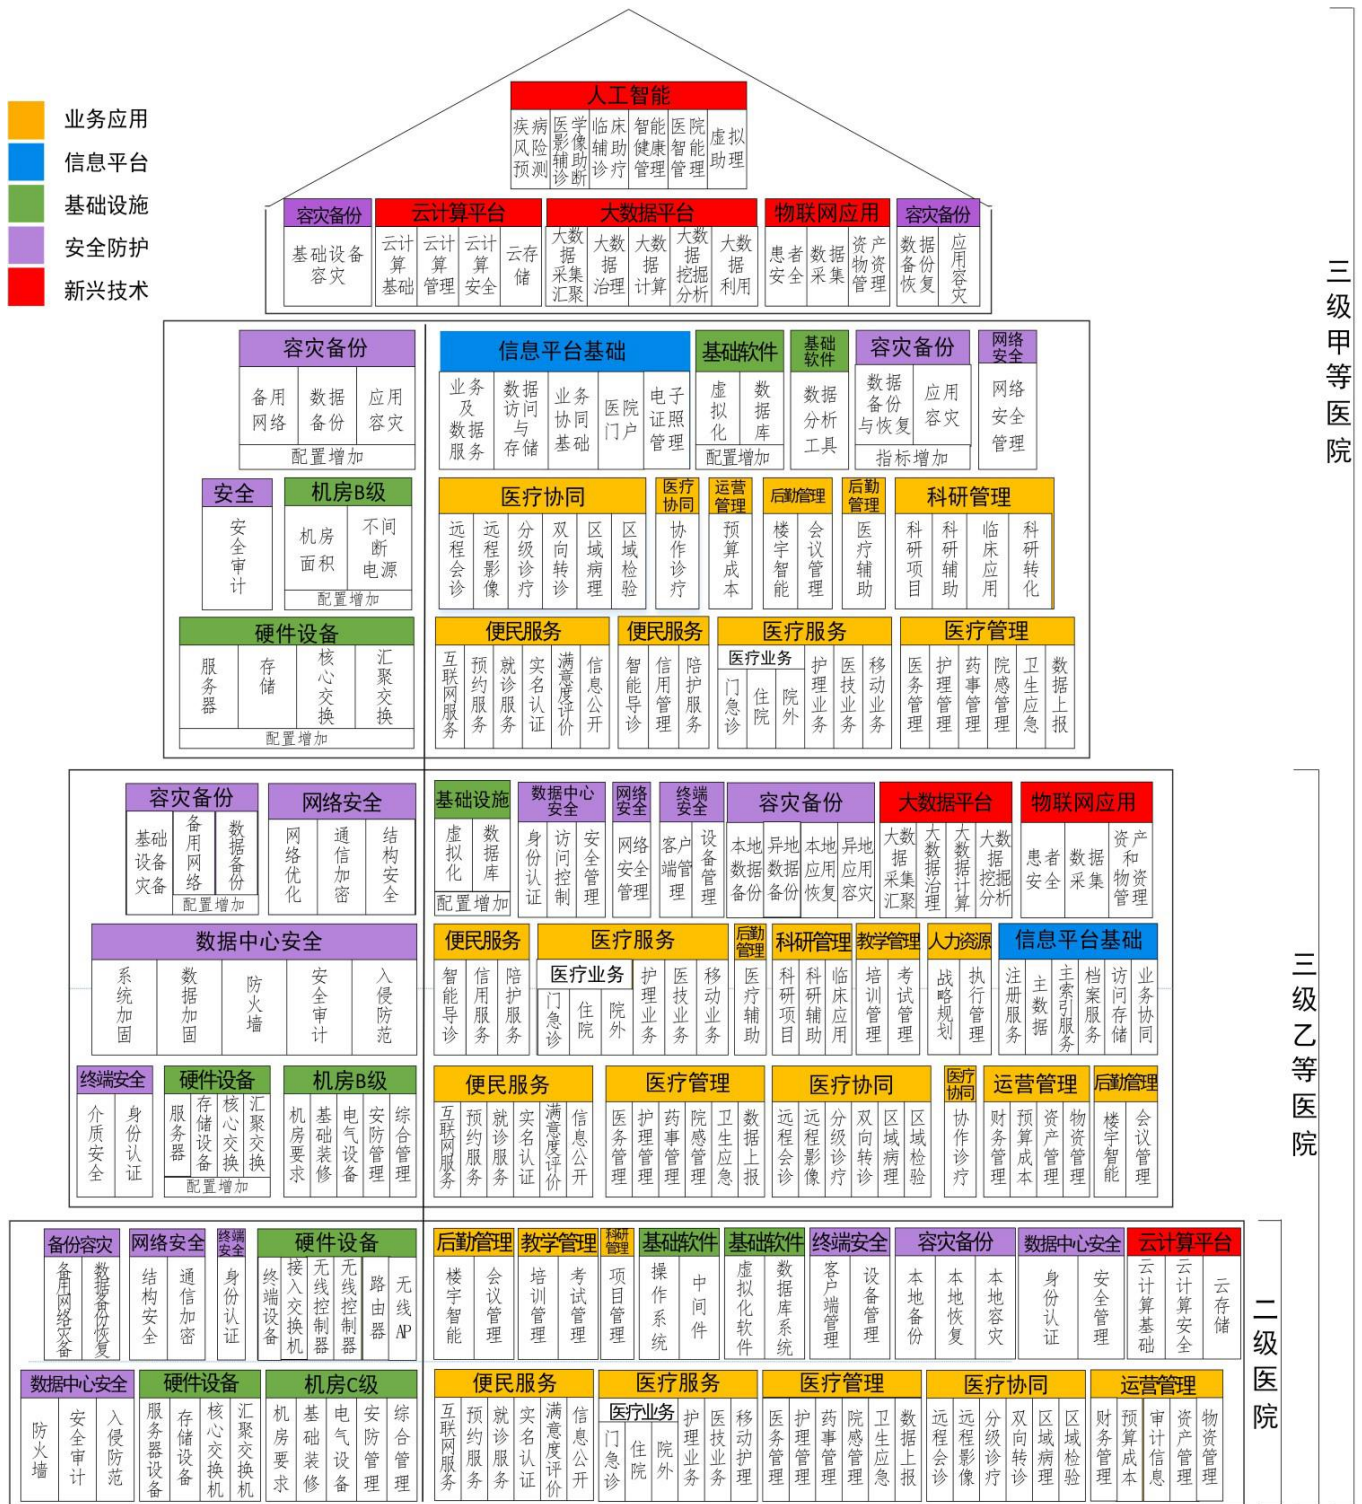 业务应用
信息平台
基础设施
安全防护
新兴技术
人工智能
疾病风险预测
医学影像辅助诊断
临床辅助诊疗
智能健康管理
医院智能管理
虚拟助理
容灾备份
基础设备容灾
云计算平台
云计算基础
云计算管理
云计算安全
云存储
大数据平台
大数据采集汇聚
大数据治理
大数据计算
大数据挖掘分析
大数据利用
物联网应用
患者安全
数据采集
资产物资管理
容灾备份
数据备份恢复
应用容灾
三级甲等医院
容灾备份
备用网络
数据备份
应用容灾
配置增加
信息平台基础
业务及数据服务
数据访问与存储
业务协同基础
医院门户
电子证照管理
基础软件
虚拟化
数据库
配置增加
基础软件
数据分析工具
容灾备份
数据备份与恢复
应用容灾
指标增加
网络安全
网络安全管理
安全
安全审计
机房B级
机房面积
不间断电源
配置增加
医疗协同
远程会诊
远程影像
分级诊疗
双向转诊
区域病理
区域检验
医疗协同
协作诊疗
运营管理
预算成本
后勤管理
楼宇智能
会议管理
后勤管理
医疗辅助
科研管理
科研项目
科研辅助
临床应用
科研转化
硬件设备
服务器
存储
核心交换
汇聚交换
配置增加
便民服务
互联网服务
预约服务
就诊服务
实名认证
满意度评价
信息公开
便民服务
智能导诊
信用管理
陪护服务
医疗服务
医疗业务
门急诊
住院
院外
护理业务
医技业务
移动业务
医疗管理
医务管理
护理管理
药事管理
院感管理
卫生应急
数据上报
容灾备份
基础设备灾备
备用网络
数据备份
配置增加
网络安全
网络优化
通信加密
结构安全
基础设施
虚拟化
数据库
配置增加
数据中心安全
身份认证
访问控制
安全管理
网络安全
网络安全管理
终端安全
客户端管理
设备管理
容灾备份
本地数据备份
异地数据备份
本地应用恢复
异地应用容灾
大数据平台
大数据采集汇聚
大数据治理
大数据计算
大数据挖掘分析
物联网应用
患者安全
数据采集
资产和物资管理
三级乙等医院
数据中心安全
系统加固
数据加固
防火墙
安全审计
入侵防范
便民服务
智能导诊
信用服务
陪护服务
医疗服务
医疗业务
门急诊
住院
院外
护理业务
医技业务
移动业务
后勤管理
医疗辅助
科研管理
科研项目
科研辅助
临床应用
教学管理
培训管理
考试管理
人力资源
战略规划
执行管理
信息平台基础
注册服务
主数据
主索引服务
档案服务
访问存储
业务协同
终端安全
介质安全
身份认证
硬件设备
服务器
存储设备
核心交换
汇聚交换
配置增加
机房B级
机房要求
基础装修
电气设备
安防管理
综合管理
便民服务
互联网服务
预约服务
就诊服务
实名认证
满意度评价
信息公开
医疗管理
医务管理
护理管理
药事管理
院感管理
卫生应急
数据上报
医疗协同
远程会诊
远程影像
分级诊疗
双向转诊
区域病理
区域检验
医疗协同
协作诊疗
运营管理
财务管理
预算成本
资产管理
物资管理
后勤管理
楼宇智能
会议管理
备份容灾
备用网络灾备
数据备份恢复
网络安全
结构安全
通信加密
终端安全
身份认证
硬件设备
终端设备
接入交换机
无线控制器
无线控制器
路由器
无线AP
后勤管理
楼宇智能
会议管理
教学管理
培训管理
考试管理
科研管理
项目管理
基础软件
操作系统
中间件
基础软件
虚拟化软件
数据库系统
终端安全
客户端管理
设备管理
容灾备份
本地备份
本地恢复
本地容灾
数据中心安全
身份认证
安全管理
云计算平台
云计算基础
云计算安全
云存储
二级医院
数据中心安全
防火墙
安全审计
入侵防范
硬件设备
服务器设备
存储设备
核心交换机
汇聚交换机
机房C级
机房要求
基础装修
电气设备
安防管理
综合管理
便民服务
互联网服务
预约服务
就诊服务
实名认证
满意度评价
信息公开
医疗服务
医疗业务
门急诊
住院
院外
护理业务
医技业务
移动护理
医疗管理
医务管理
护理管理
药事管理
院感管理
卫生应急
数据上报
医疗协同
远程会诊
远程影像
分级诊疗
双向转诊
区域病理
区域检验
运营管理
财务管理
预算成本
审计信息
资产管理
物资管理